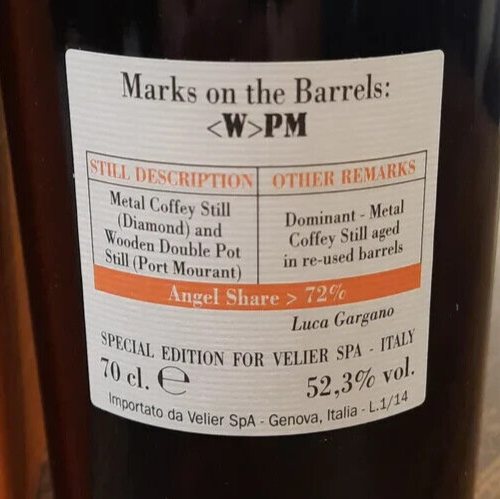 Marks on the Barrels:
<W>PM
STILL DESCRIPTION
Metal Coffey Still
(Diamond) and
Wooden Double Pot
Still (Port Mourant)
OTHER REMARKS
Dominant - Metal
Coffey Still aged
in re-used barrels
Angel Share > 72%
Luca Gargano
SPECIAL EDITION FOR VELIER SPA - ITALY
70 cl. ℮ 52,3% vol.
Importato da Velier SpA - Genova, Italia - L.1/14